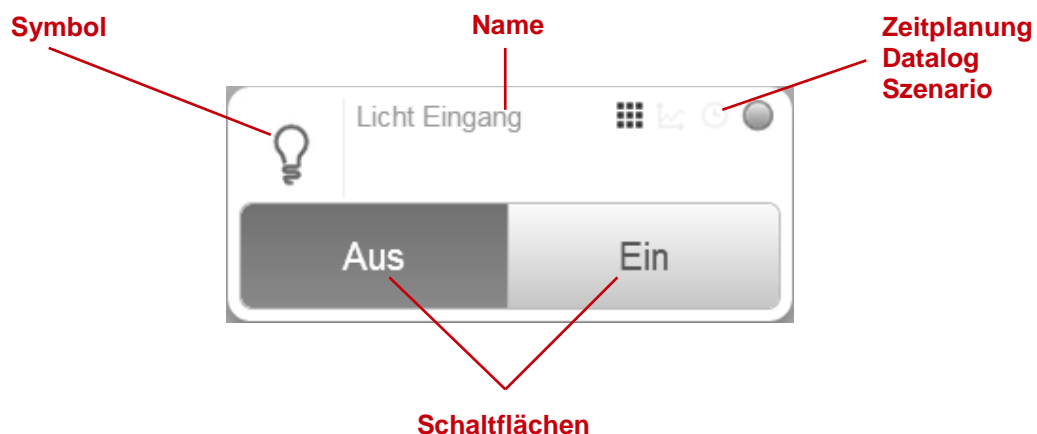 Symbol
Name
Zeitplanung
Datalog
Szenario
Licht Eingang
Aus
Ein
Schaltflächen